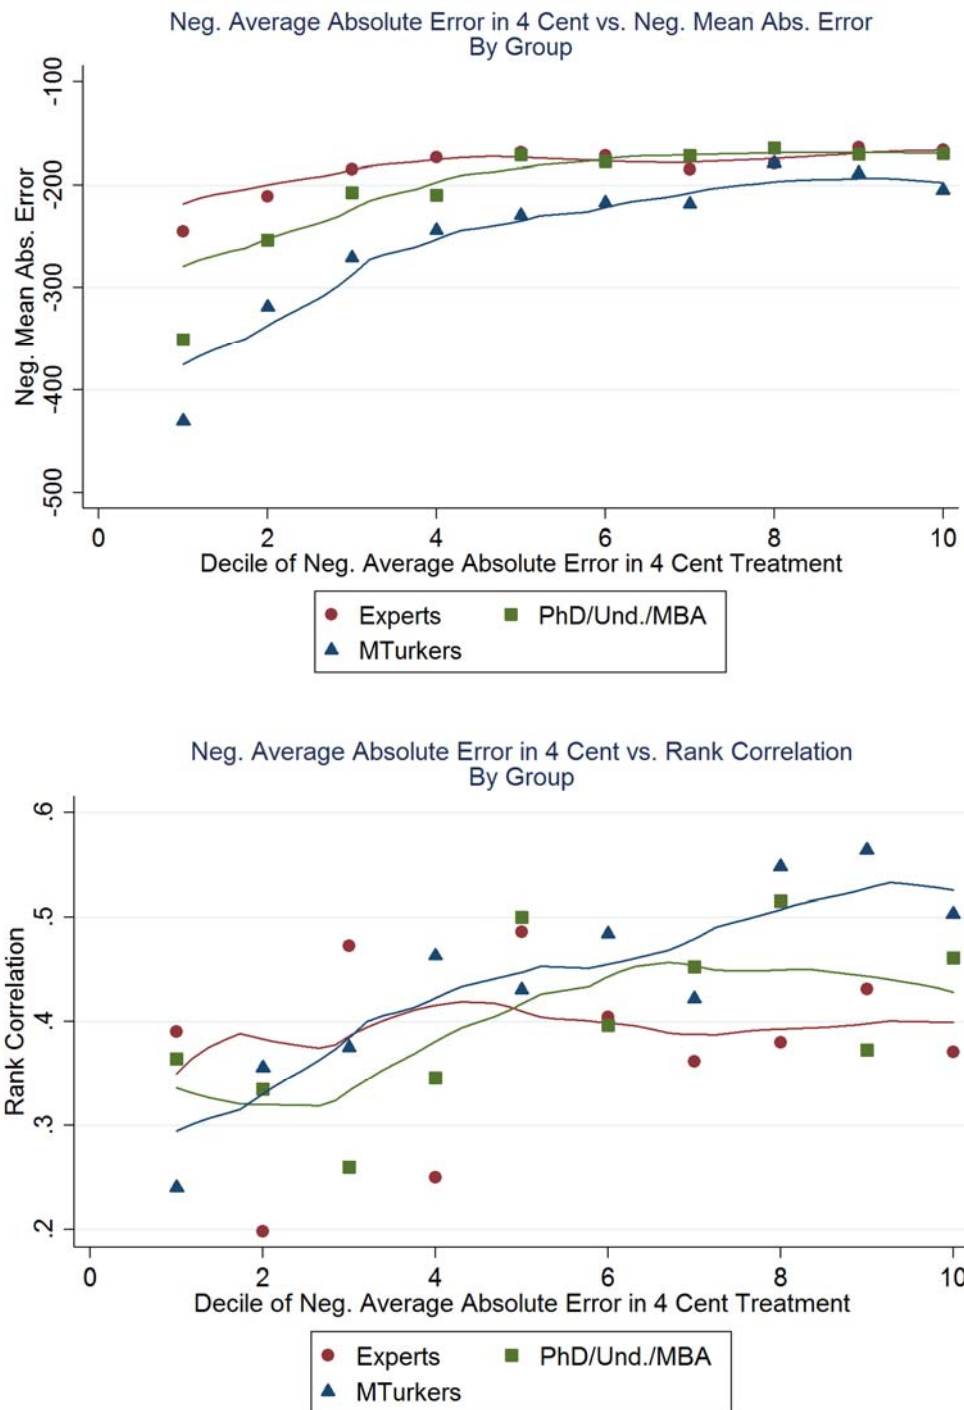 Neg. Average Absolute Error in 4 Cent vs. Neg. Mean Abs. Error
By Group
Neg. Mean Abs. Error
-100
-200
-300
-400
-500
0 2 4 6 8 10
Decile of Neg. Average Absolute Error in 4 Cent Treatment
Experts PhD/Und./MBA
MTurkers
Neg. Average Absolute Error in 4 Cent vs. Rank Correlation
By Group
Rank Correlation
.6
.5
.4
.3
.2
0 2 4 6 8 10
Decile of Neg. Average Absolute Error in 4 Cent Treatment
Experts PhD/Und./MBA
MTurkers